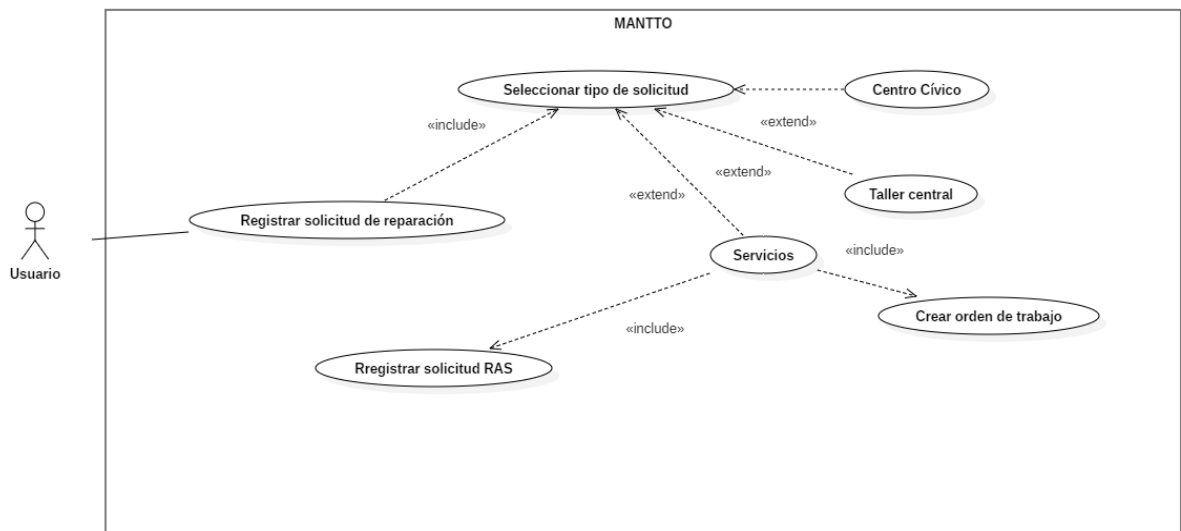 MANTTO
Seleccionar tipo de solicitud
Centro Cívico
«include»
«extend»
«extend»
«extend»
Taller central
Registrar solicitud de reparación
Usuario
Servicios
«include»
Crear orden de trabajo
«include»
Rregistrar solicitud RAS